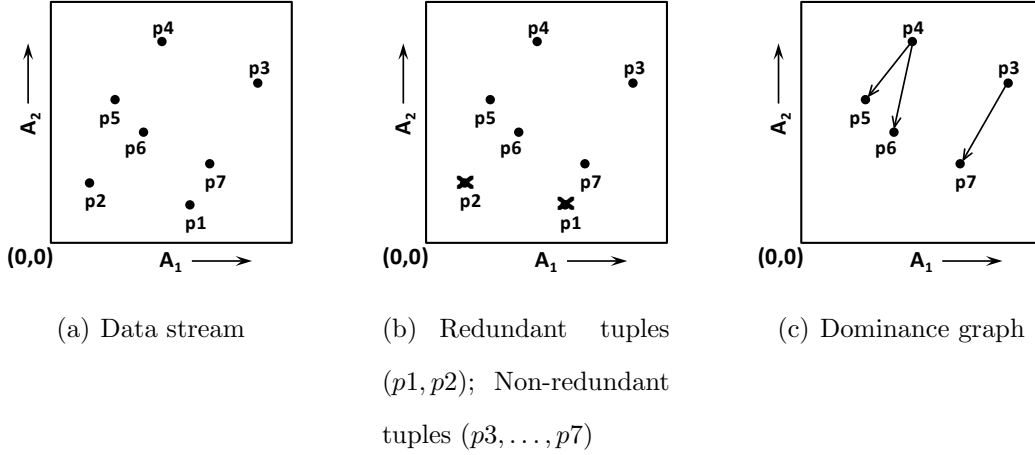 p4
p3
A2
p5
p6
p7
p2
p1
(0,0)
A1
p4
p3
A2
p5
p6
p7
p2
p1
(0,0)
A1
p4
p3
A2
p5
p6
p7
(0,0)
A1
(a) Data stream
(b) Redundant tuples
(p1, p2); Non-redundant
tuples (p3, . . . , p7)
(c) Dominance graph